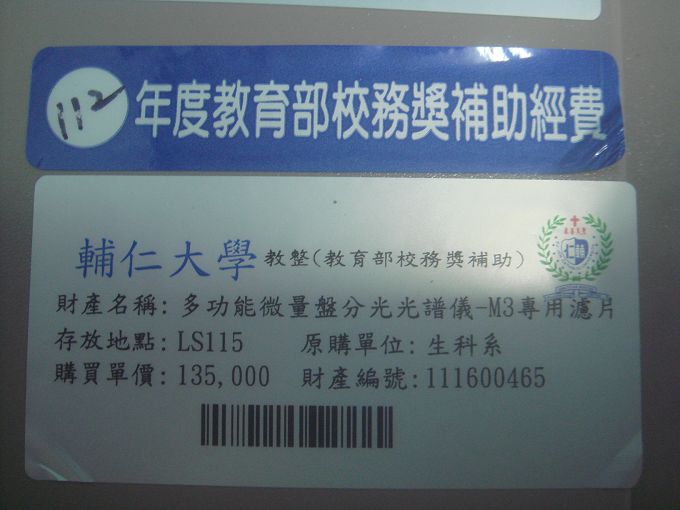 112年度教育部校務獎補助經費
輔仁大學 教整(教育部校務獎補助)
財產名稱: 多功能微量盤分光光譜儀-M3專用濾片
存放地點: LS115 原購單位: 生科系
購買單價: 135,000 財產編號: 111600465